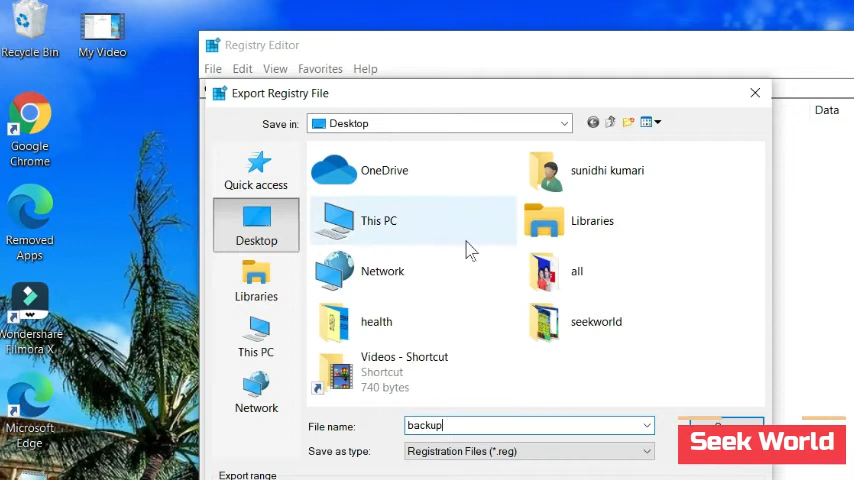 Recycle Bin
My Video
Registry Editor
File Edit View Favorites Help
Export Registry File
Data
Save in:
Desktop
Google
Chrome
Quick access
OneDrive
sunidhi kumari
Removed
Apps
Desktop
This PC
Libraries
Libraries
Network
all
Wondershare
Filmora X
This PC
health
seekworld
Videos - Shortcut
Shortcut
740 bytes
Microsoft
Edge
Network
File name:
backup
Save as type:
Registration Files (*.reg)
Seek World
Export range